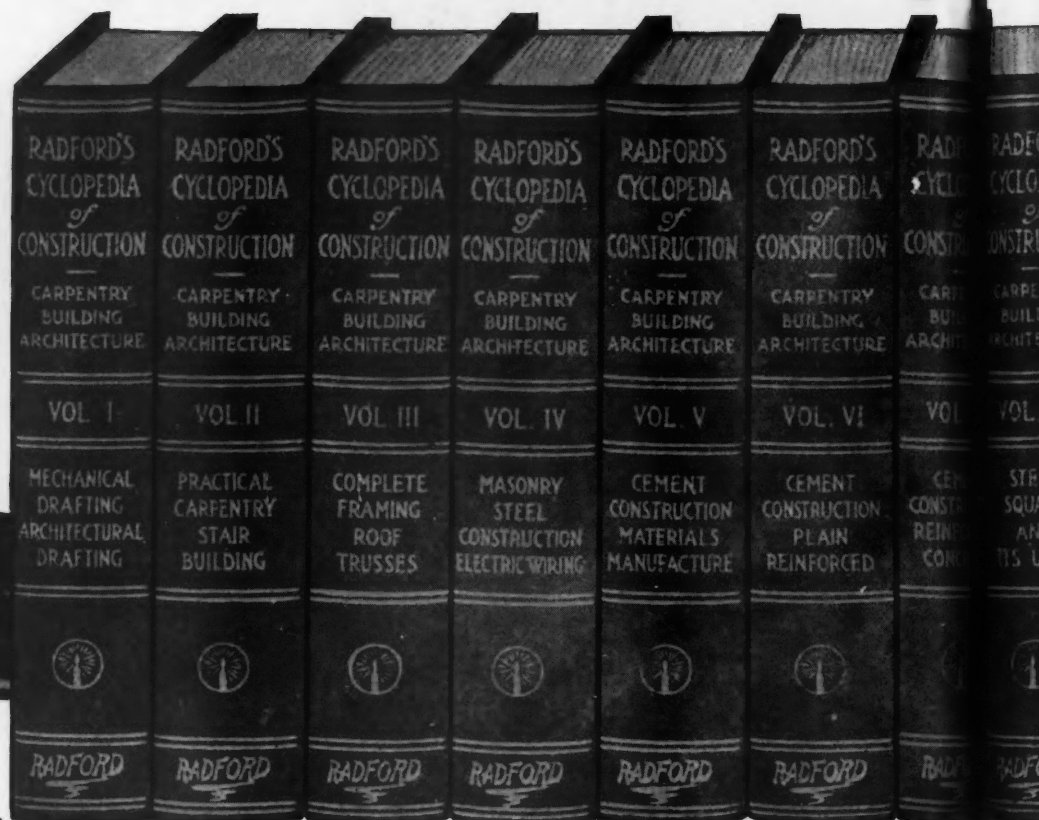 RADFORD'S
CYCLOPEDIA
of
CONSTRUCTION
CARPENTRY
BUILDING
ARCHITECTURE
VOL. I
MECHANICAL
DRAFTING
ARCHITECTURAL
DRAFTING
RADFORD
RADFORD'S
CYCLOPEDIA
of
CONSTRUCTION
CARPENTRY
BUILDING
ARCHITECTURE
VOL. II
PRACTICAL
CARPENTRY
STAIR
BUILDING
RADFORD
RADFORD'S
CYCLOPEDIA
of
CONSTRUCTION
CARPENTRY
BUILDING
ARCHITECTURE
VOL. III
COMPLETE
FRAMING
ROOF
TRUSSES
RADFORD
RADFORD'S
CYCLOPEDIA
of
CONSTRUCTION
CARPENTRY
BUILDING
ARCHITECTURE
VOL. IV
MASONRY
STEEL
CONSTRUCTION
ELECTRIC WIRING
RADFORD
RADFORD'S
CYCLOPEDIA
of
CONSTRUCTION
CARPENTRY
BUILDING
ARCHITECTURE
VOL. V
CEMENT
CONSTRUCTION
MATERIALS
MANUFACTURE
RADFORD
RADFORD'S
CYCLOPEDIA
of
CONSTRUCTION
CARPENTRY
BUILDING
ARCHITECTURE
VOL. VI
CEMENT
CONSTRUCTION
PLAIN
REINFORCED
RADFORD
VOL
VOL.